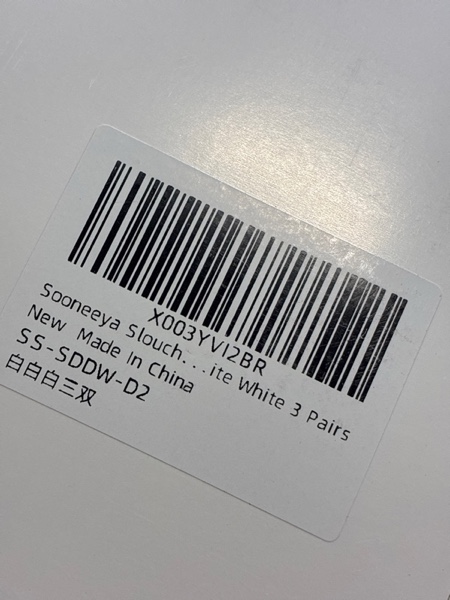 X003YVI2BR
Sooneeya Slouch...ite White 3 Pairs
New Made In China
SS-SDDW-D2
白白白三双